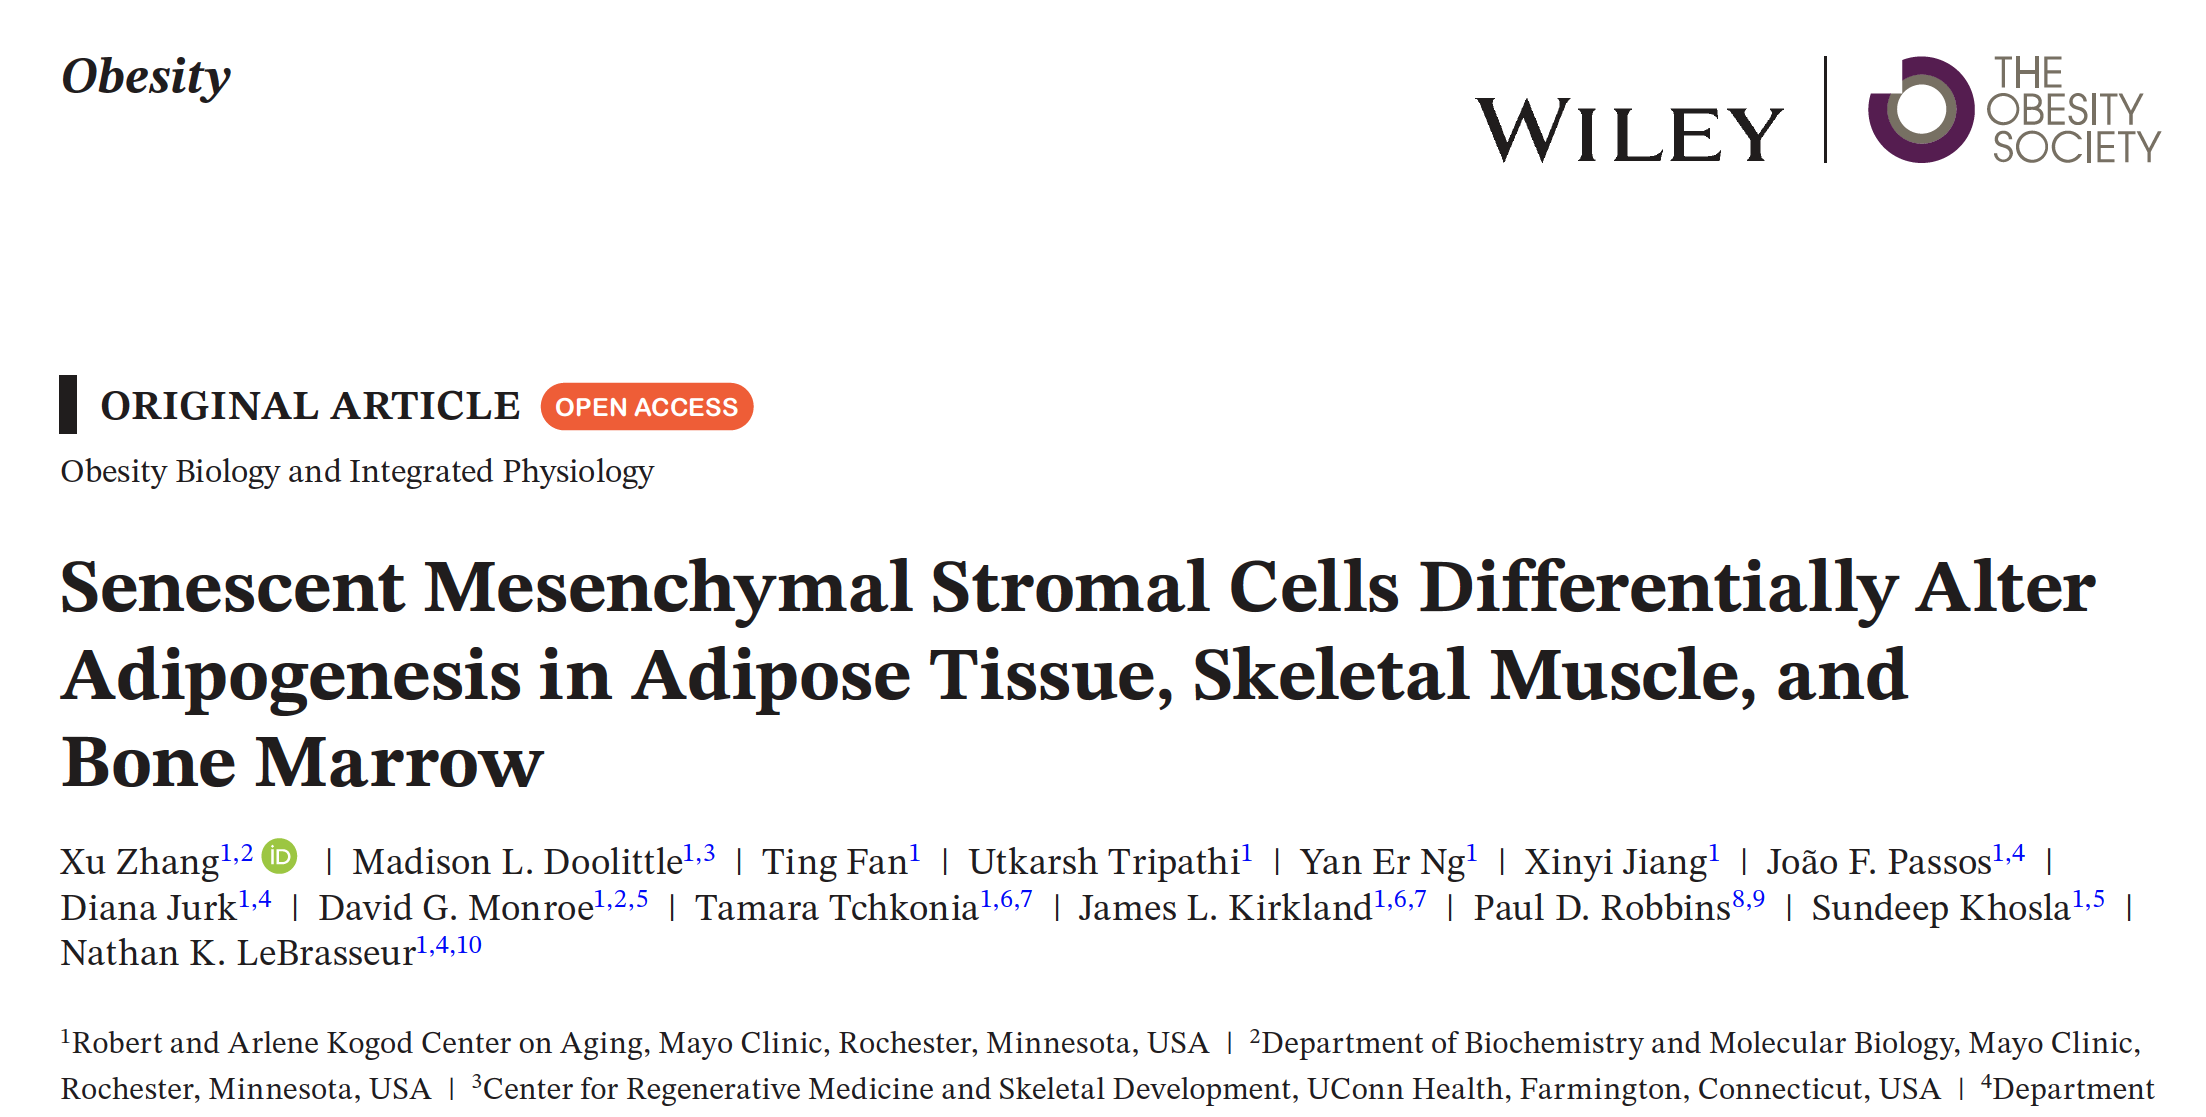 Obesity
WILEY
THE
OBESITY
SOCIETY
ORIGINAL ARTICLE OPEN ACCESS
Obesity Biology and Integrated Physiology
Senescent Mesenchymal Stromal Cells Differentially Alter
Adipogenesis in Adipose Tissue, Skeletal Muscle, and
Bone Marrow
Xu Zhang1,2 iD | Madison L. Doolittle1,3 | Ting Fan1 | Utkarsh Tripathi1 | Yan Er Ng1 | Xinyi Jiang1 | João F. Passos1,4 |
Diana Jurk1,4 | David G. Monroe1,2,5 | Tamara Tchkonia1,6,7 | James L. Kirkland1,6,7 | Paul D. Robbins8,9 | Sundeep Khosla1,5 |
Nathan K. LeBrasseur1,4,10
1Robert and Arlene Kogod Center on Aging, Mayo Clinic, Rochester, Minnesota, USA | 2Department of Biochemistry and Molecular Biology, Mayo Clinic,
Rochester, Minnesota, USA | 3Center for Regenerative Medicine and Skeletal Development, UConn Health, Farmington, Connecticut, USA | 4Department